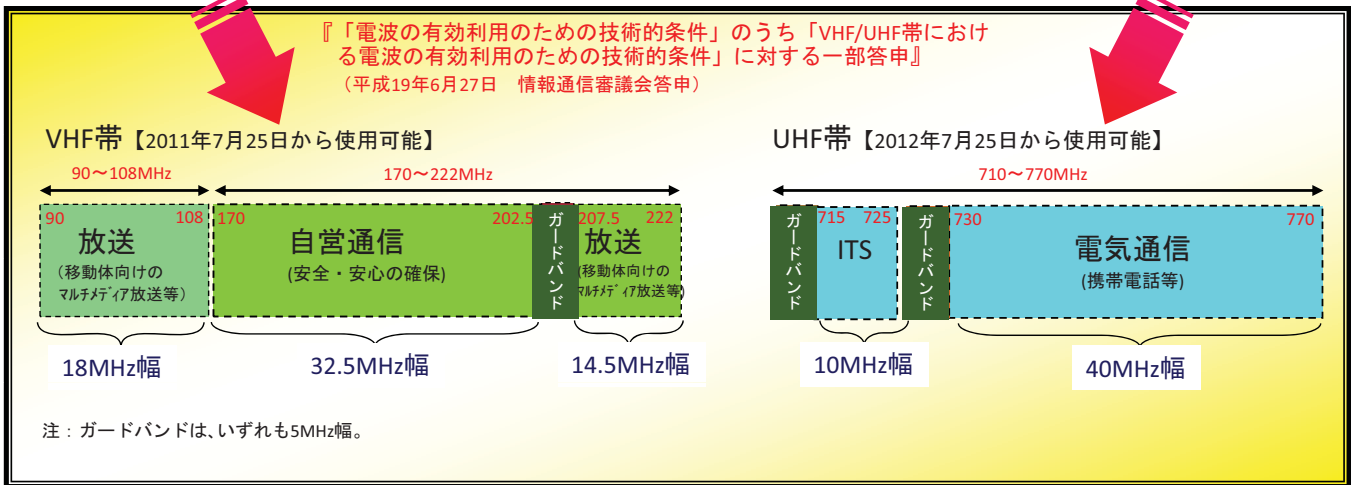 『「電波の有効利用のための技術的条件」のうち「VHF/UHF帯におけ
る電波の有効利用のための技術的条件」に対する一部答申』
（平成19年6月27日　情報通信審議会答申）
VHF帯【2011年7月25日から使用可能】
90～108MHz
170～222MHz
90
108
放送
（移動体向けの
ﾏﾙﾁﾒﾃﾞｨｱ放送等）
170
202.5
自営通信
(安全・安心の確保)
ガードバンド
207.5
222
放送
(移動体向けの
ﾏﾙﾁﾒﾃﾞｨｱ放送等)
18MHz幅
32.5MHz幅
14.5MHz幅
UHF帯【2012年7月25日から使用可能】
710～770MHz
ガードバンド
715
725
ITS
ガードバンド
730
770
電気通信
(携帯電話等)
10MHz幅
40MHz幅
注：ガードバンドは、いずれも5MHz幅。